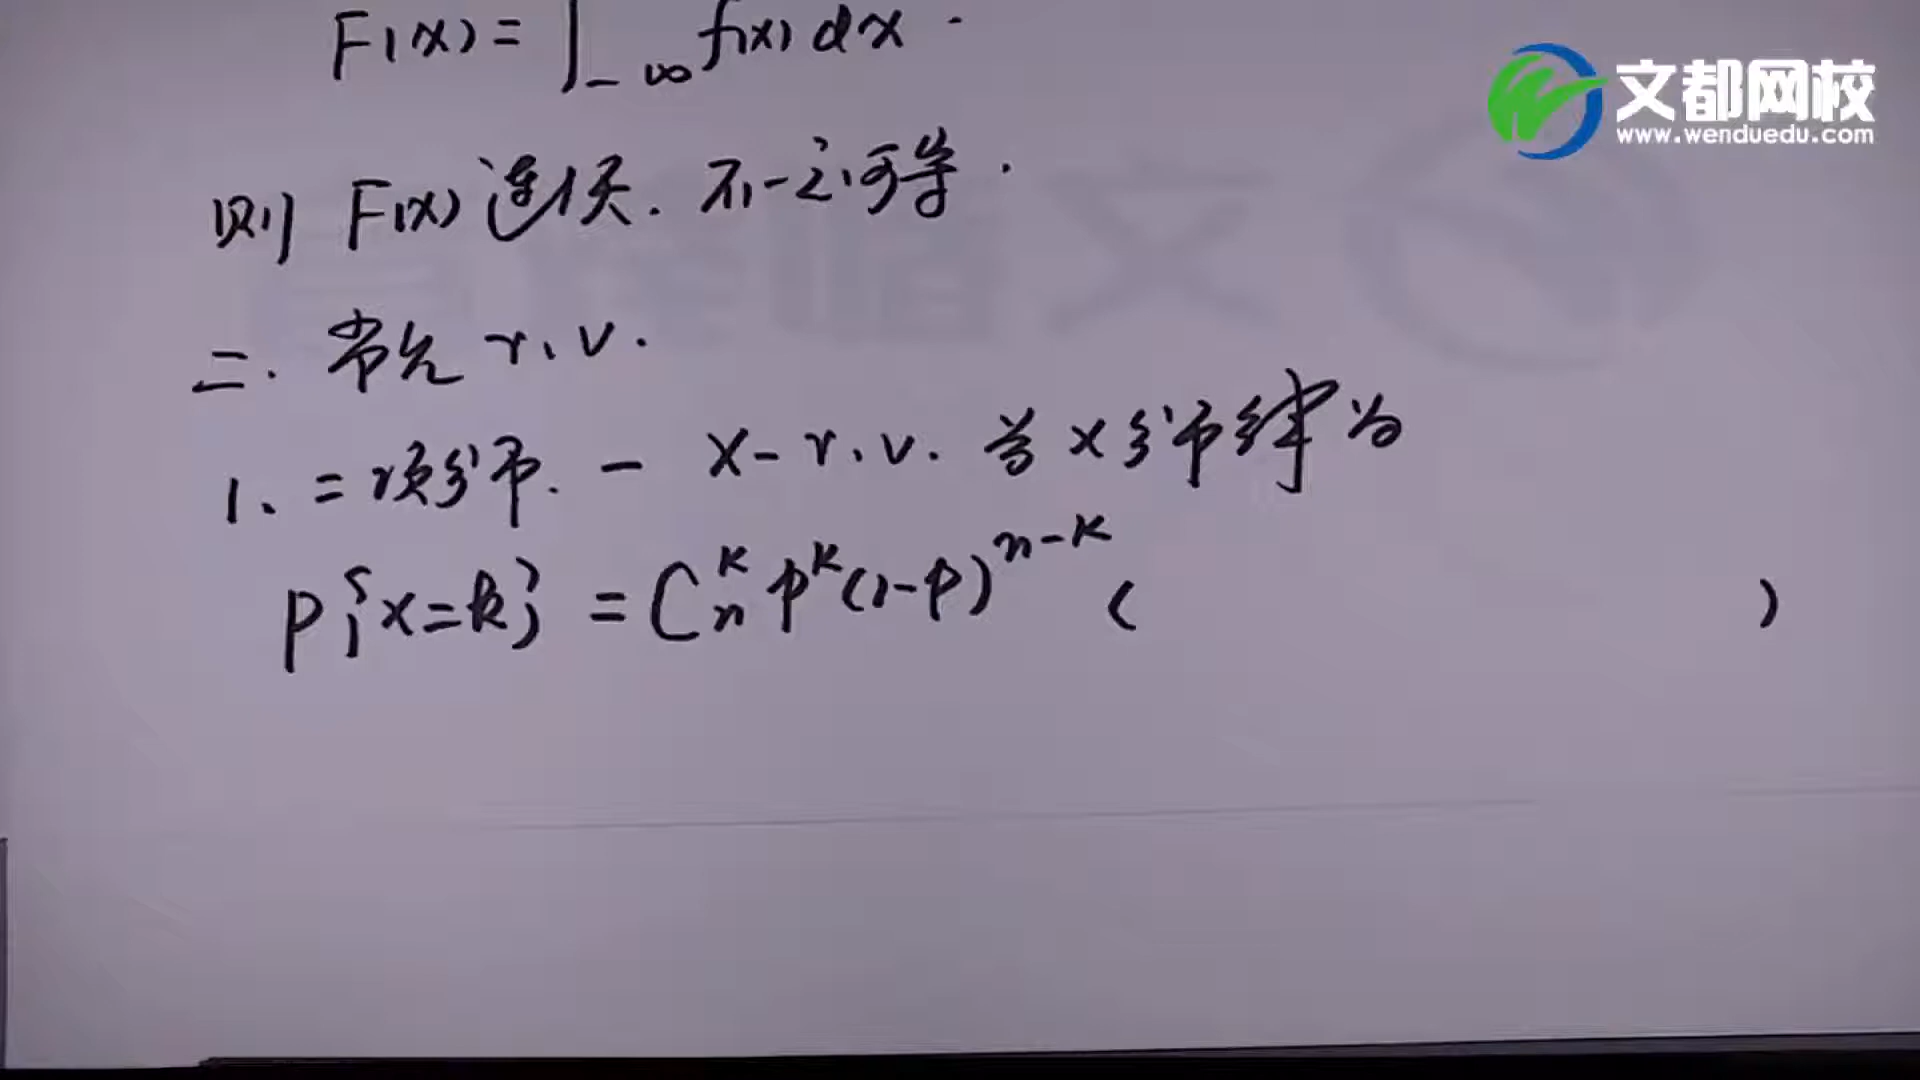 F(x) = ∫_{-∞} f(x) dx .
文都网校
www.wenduedu.com
则 F(x) 连续. 不一定可导.
二. 常见 r.v.
1、二项分布. — X - r.v. 若 X 分布律为
P{X=k} = C_n^k p^k (1-p)^{n-k} ( )